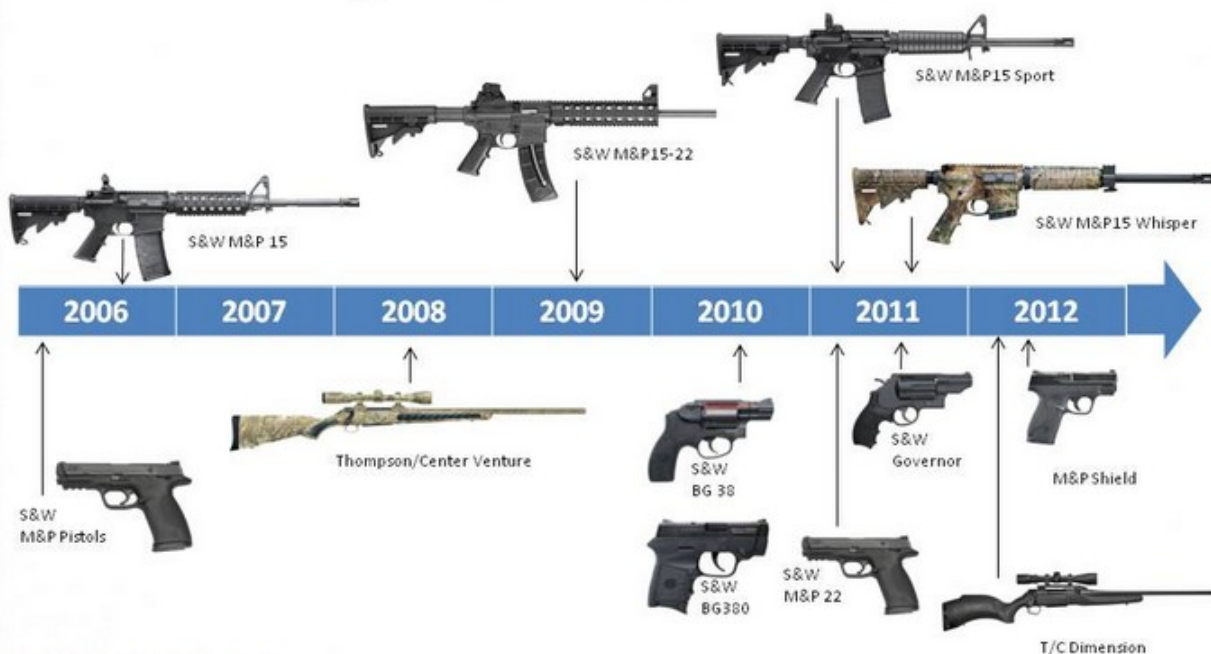 S&W M&P15 Sport
S&W M&P15-22
S&W M&P15 Whisper
S&W M&P 15
2006 2007 2008 2009 2010 2011 2012
Thompson/Center Venture
S&W
Governor
S&W
BG 38
M&P Shield
S&W
M&P Pistols
S&W
BG380
S&W
M&P 22
T/C Dimension